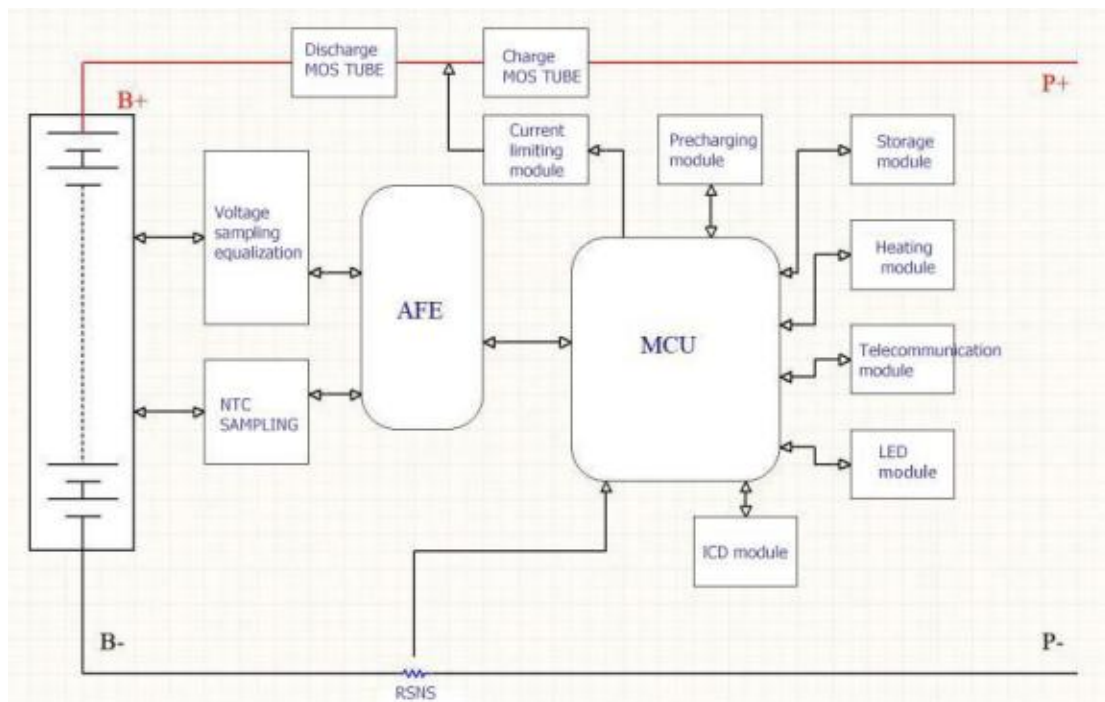 Discharge
MOS TUBE
Charge
MOS TUBE
B+
P+
Current
limiting
module
Precharging
module
Storage
module
Voltage
sampling
equalization
AFE
MCU
Heating
module
Telecommunication
module
NTC
SAMPLING
LED
module
ICD module
B-
P-
RSNS